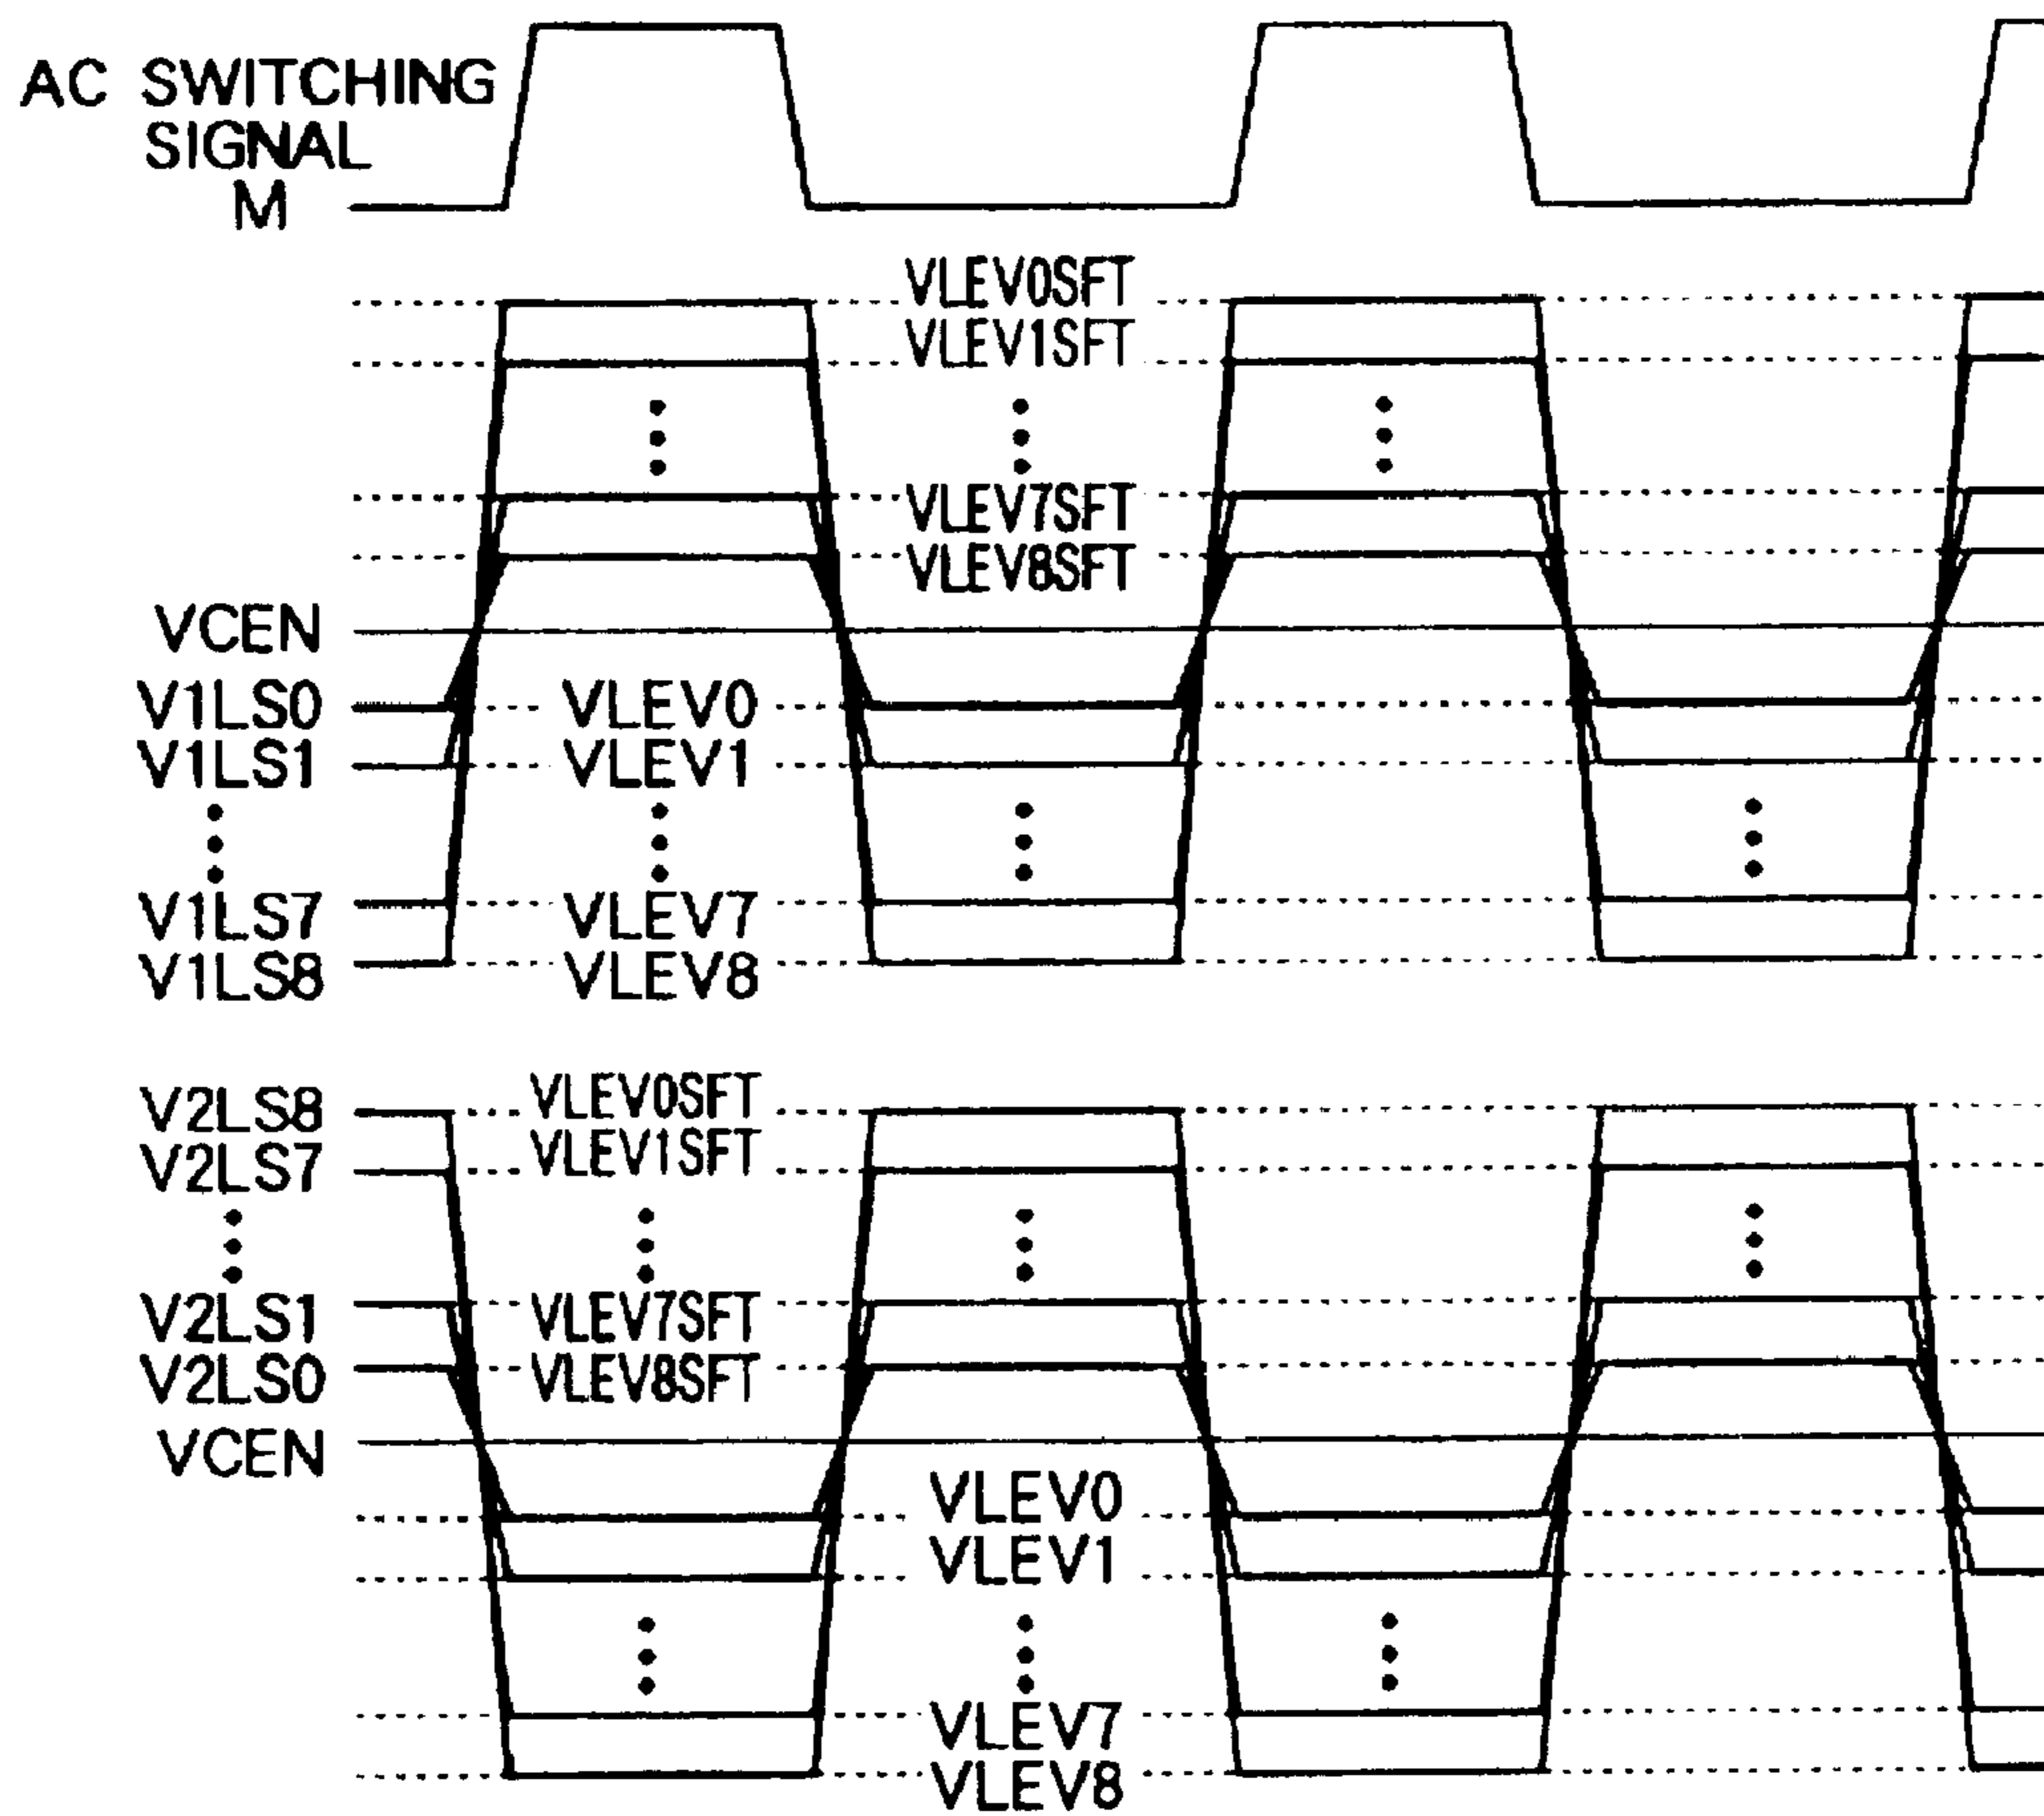 AC SWITCHING
SIGNAL
M
VLEV0SFT
VLEV1SFT
VLEV7SFT
VLEV8SFT
VCEN
V1LS0 VLEV0
V1LS1 VLEV1
V1LS7 VLEV7
V1LS8 VLEV8
V2LS8 VLEV0SFT
V2LS7 VLEV1SFT
V2LS1 VLEV7SFT
V2LS0 VLEV8SFT
VCEN
VLEV0
VLEV1
VLEV7
VLEV8